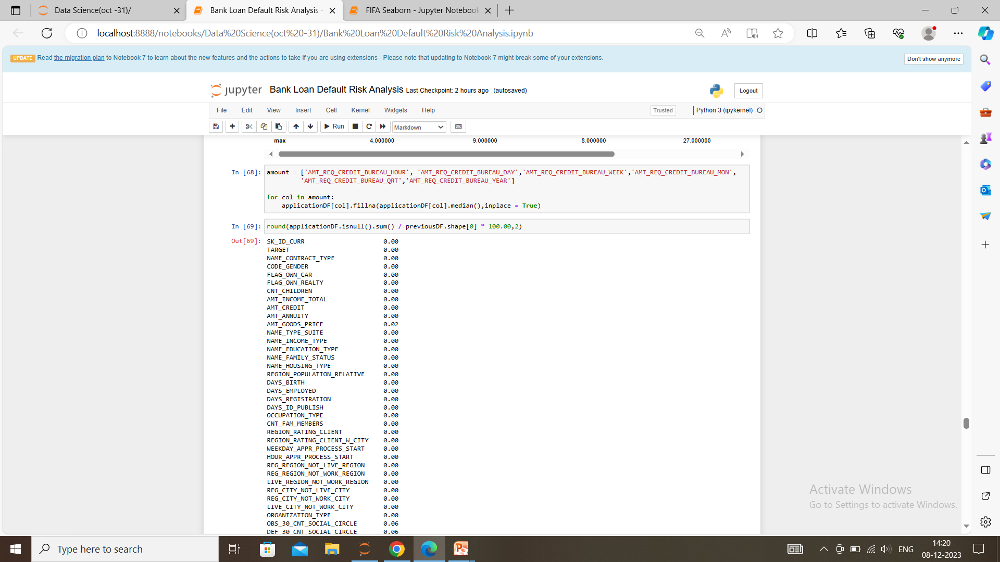 Data Science(oct -31)/
Bank Loan Default Risk Analysis -
FIFA Seaborn - Jupyter Notebook
localhost:8888/notebooks/Data%20Science(oct%20-31)/Bank%20Loan%20Default%20Risk%20Analysis.ipynb
UPDATE Read the migration plan to Notebook 7 to learn about the new features and the actions to take if you are using extensions - Please note that updating to Notebook 7 might break some of your extensions.
Don't show anymore
jupyter Bank Loan Default Risk Analysis Last Checkpoint: 2 hours ago (autosaved)
Logout
File Edit View Insert Cell Kernel Widgets Help
Trusted
Python 3 (ipykernel)
Run
Markdown
max 4.000000 9.000000 8.000000 27.000000
In [68]: amount = ['AMT_REQ_CREDIT_BUREAU_HOUR', 'AMT_REQ_CREDIT_BUREAU_DAY','AMT_REQ_CREDIT_BUREAU_WEEK','AMT_REQ_CREDIT_BUREAU_MON',
'AMT_REQ_CREDIT_BUREAU_QRT','AMT_REQ_CREDIT_BUREAU_YEAR']
for col in amount:
applicationDF[col].fillna(applicationDF[col].median(),inplace = True)
In [69]: round(applicationDF.isnull().sum() / previousDF.shape[0] * 100.00,2)
Out[69]: SK_ID_CURR 0.00
TARGET 0.00
NAME_CONTRACT_TYPE 0.00
CODE_GENDER 0.00
FLAG_OWN_CAR 0.00
FLAG_OWN_REALTY 0.00
CNT_CHILDREN 0.00
AMT_INCOME_TOTAL 0.00
AMT_CREDIT 0.00
AMT_ANNUITY 0.00
AMT_GOODS_PRICE 0.02
NAME_TYPE_SUITE 0.00
NAME_INCOME_TYPE 0.00
NAME_EDUCATION_TYPE 0.00
NAME_FAMILY_STATUS 0.00
NAME_HOUSING_TYPE 0.00
REGION_POPULATION_RELATIVE 0.00
DAYS_BIRTH 0.00
DAYS_EMPLOYED 0.00
DAYS_REGISTRATION 0.00
DAYS_ID_PUBLISH 0.00
OCCUPATION_TYPE 0.00
CNT_FAM_MEMBERS 0.00
REGION_RATING_CLIENT 0.00
REGION_RATING_CLIENT_W_CITY 0.00
WEEKDAY_APPR_PROCESS_START 0.00
HOUR_APPR_PROCESS_START 0.00
REG_REGION_NOT_LIVE_REGION 0.00
REG_REGION_NOT_WORK_REGION 0.00
LIVE_REGION_NOT_WORK_REGION 0.00
REG_CITY_NOT_LIVE_CITY 0.00
REG_CITY_NOT_WORK_CITY 0.00
LIVE_CITY_NOT_WORK_CITY 0.00
ORGANIZATION_TYPE 0.00
OBS_30_CNT_SOCIAL_CIRCLE 0.06
DEF_30_CNT_SOCIAL_CIRCLE 0.06
Activate Windows
Go to Settings to activate Windows.
Type here to search
ENG
14:20
08-12-2023